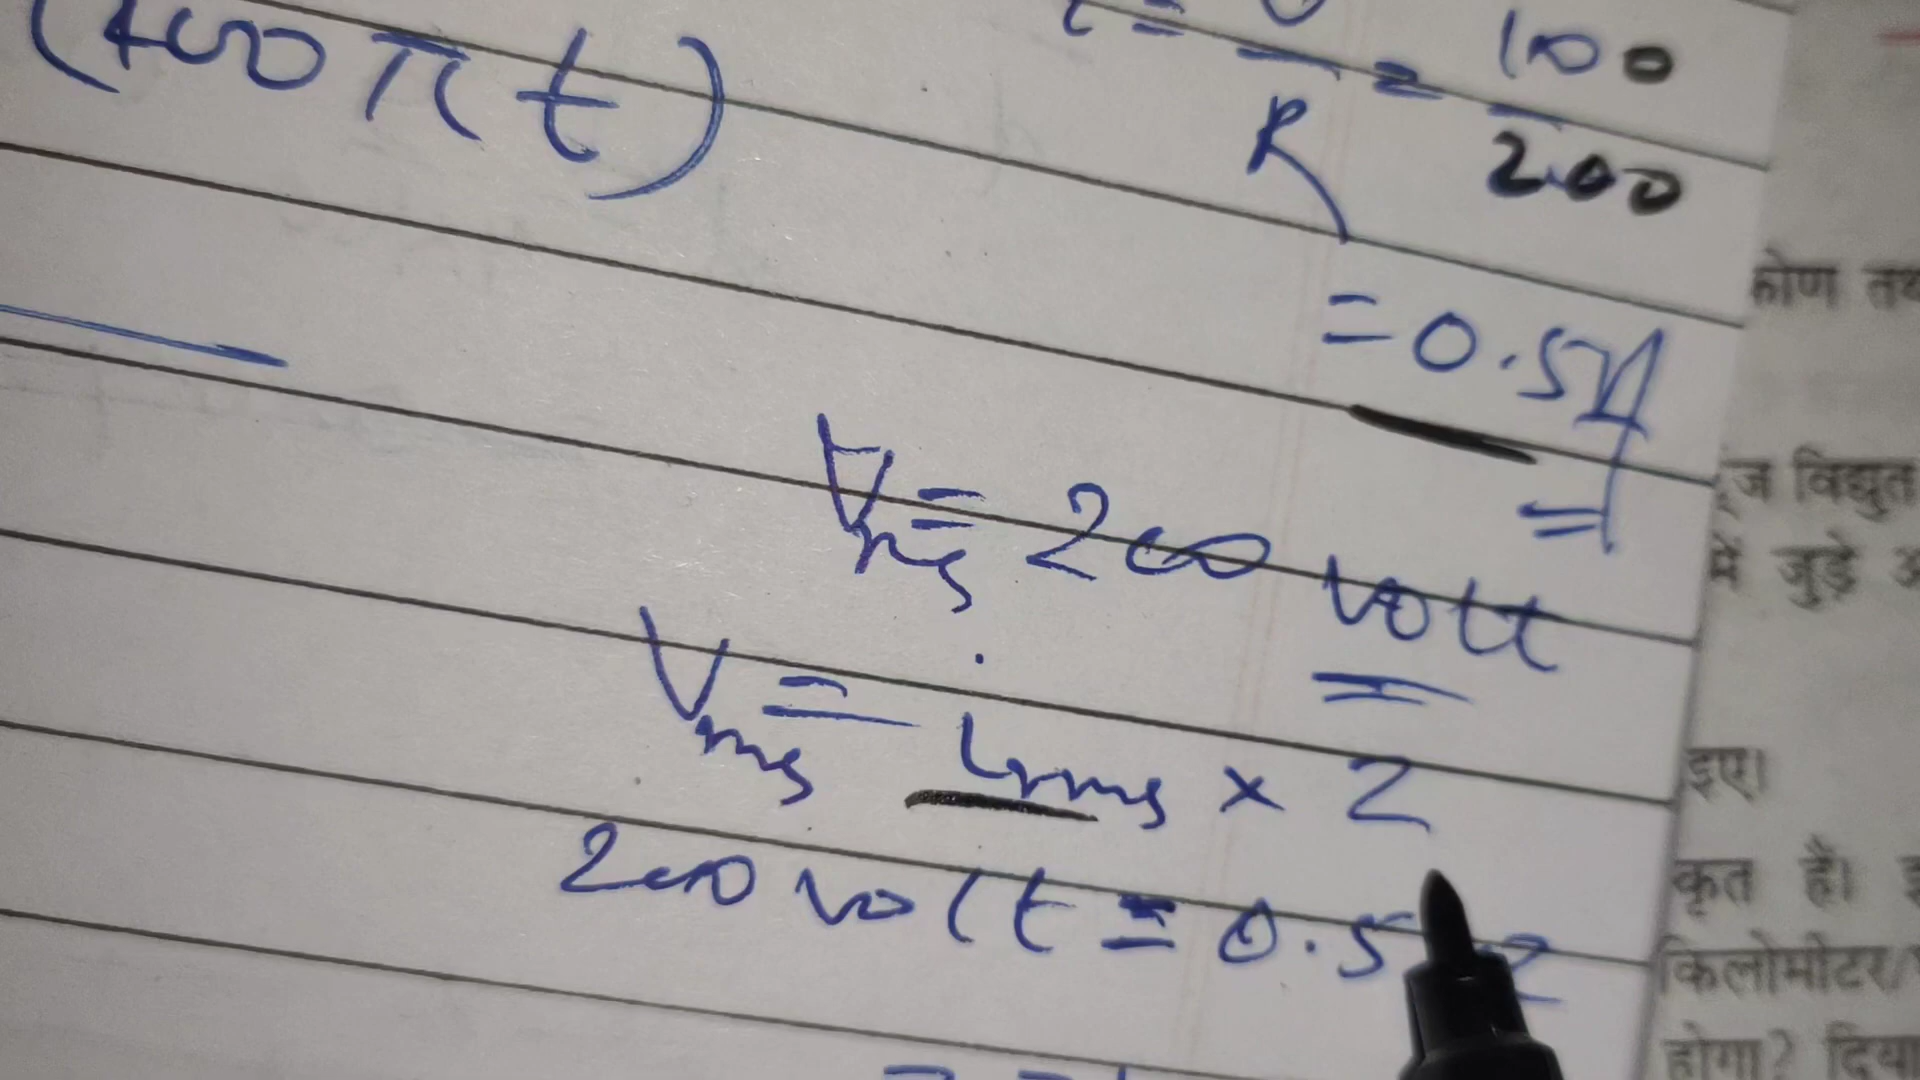 (400πt)
i = V/R = 100/200
= 0.5A
Vrms = 200 volt
Vrms = irms × Z
200 volt = 0.5 Z
कोण
विद्युत
में जुड़े
इए।
कृत है।
किलोमीटर/
होगा? दिया